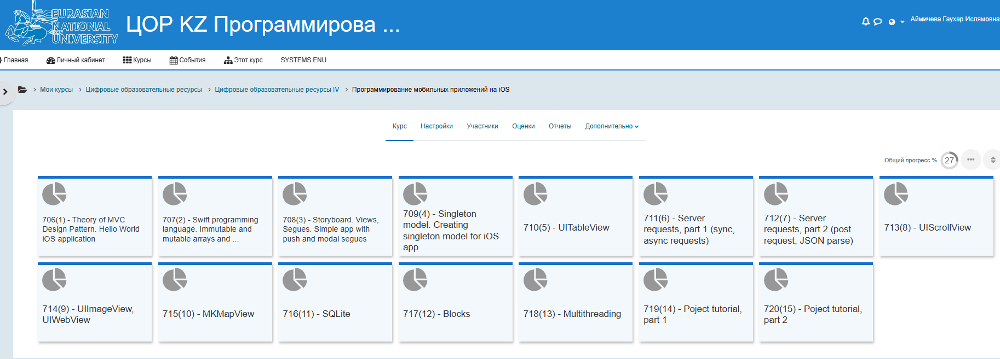 EURASIAN
NATIONAL
UNIVERSITY
ЦОР KZ Программирова ...
Аймичева Гаухар Ислямовна
Главная
Личный кабинет
Курсы
События
Этот курс
SYSTEMS.ENU
Мои курсы
Цифровые образовательные ресурсы
Цифровые образовательные ресурсы IV
Программирование мобильных приложений на iOS
Курс
Настройки
Участники
Оценки
Отчеты
Дополнительно
Общий прогресс %
27
706(1) - Theory of MVC
Design Pattern. Hello World
iOS application
707(2) - Swift programming
language. Immutable and
mutable arrays and ...
708(3) - Storyboard. Views,
Segues. Simple app with
push and modal segues
709(4) - Singleton
model. Creating
singleton model for iOS
app
710(5) - UITableView
711(6) - Server
requests, part 1 (sync,
async requests)
712(7) - Server
requests, part 2 (post
request, JSON parse)
713(8) - UIScrollView
714(9) - UIImageView,
UIWebView
715(10) - MKMapView
716(11) - SQLite
717(12) - Blocks
718(13) - Multithreading
719(14) - Poject tutorial,
part 1
720(15) - Poject tutorial,
part 2